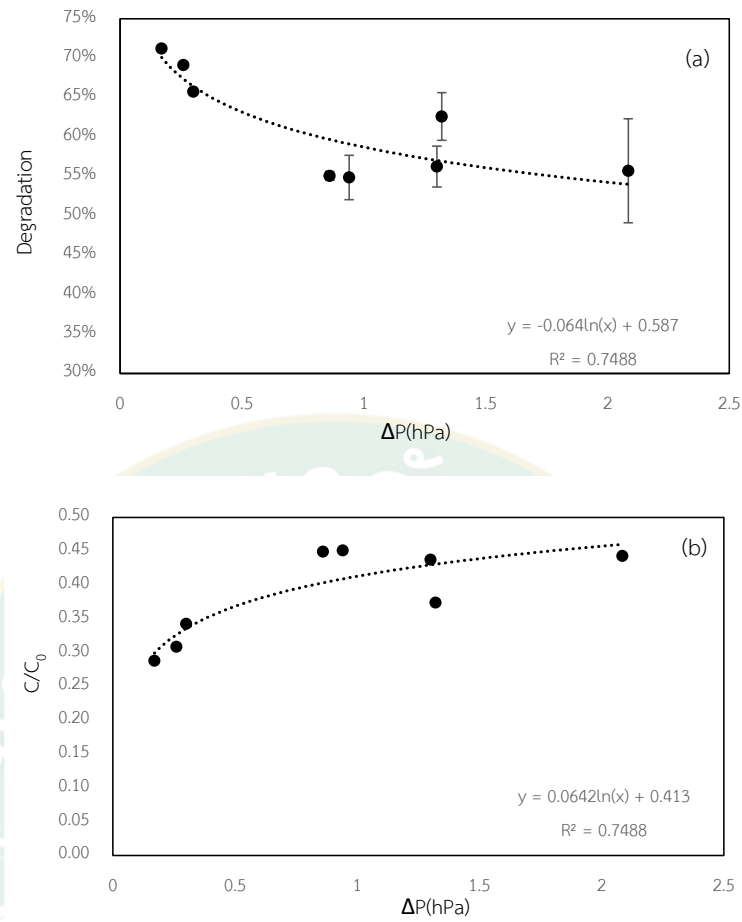 75%
(a)
70%
65%
60%
55%
50%
45%
40%
35%
30%
Degradation
y = -0.064ln(x) + 0.587
R² = 0.7488
0 0.5 1 1.5 2 2.5
ΔP(hPa)
0.50
(b)
0.45
0.40
0.35
0.30
0.25
0.20
0.15
0.10
0.05
0.00
C/C₀
y = 0.0642ln(x) + 0.413
R² = 0.7488
0 0.5 1 1.5 2 2.5
ΔP(hPa)